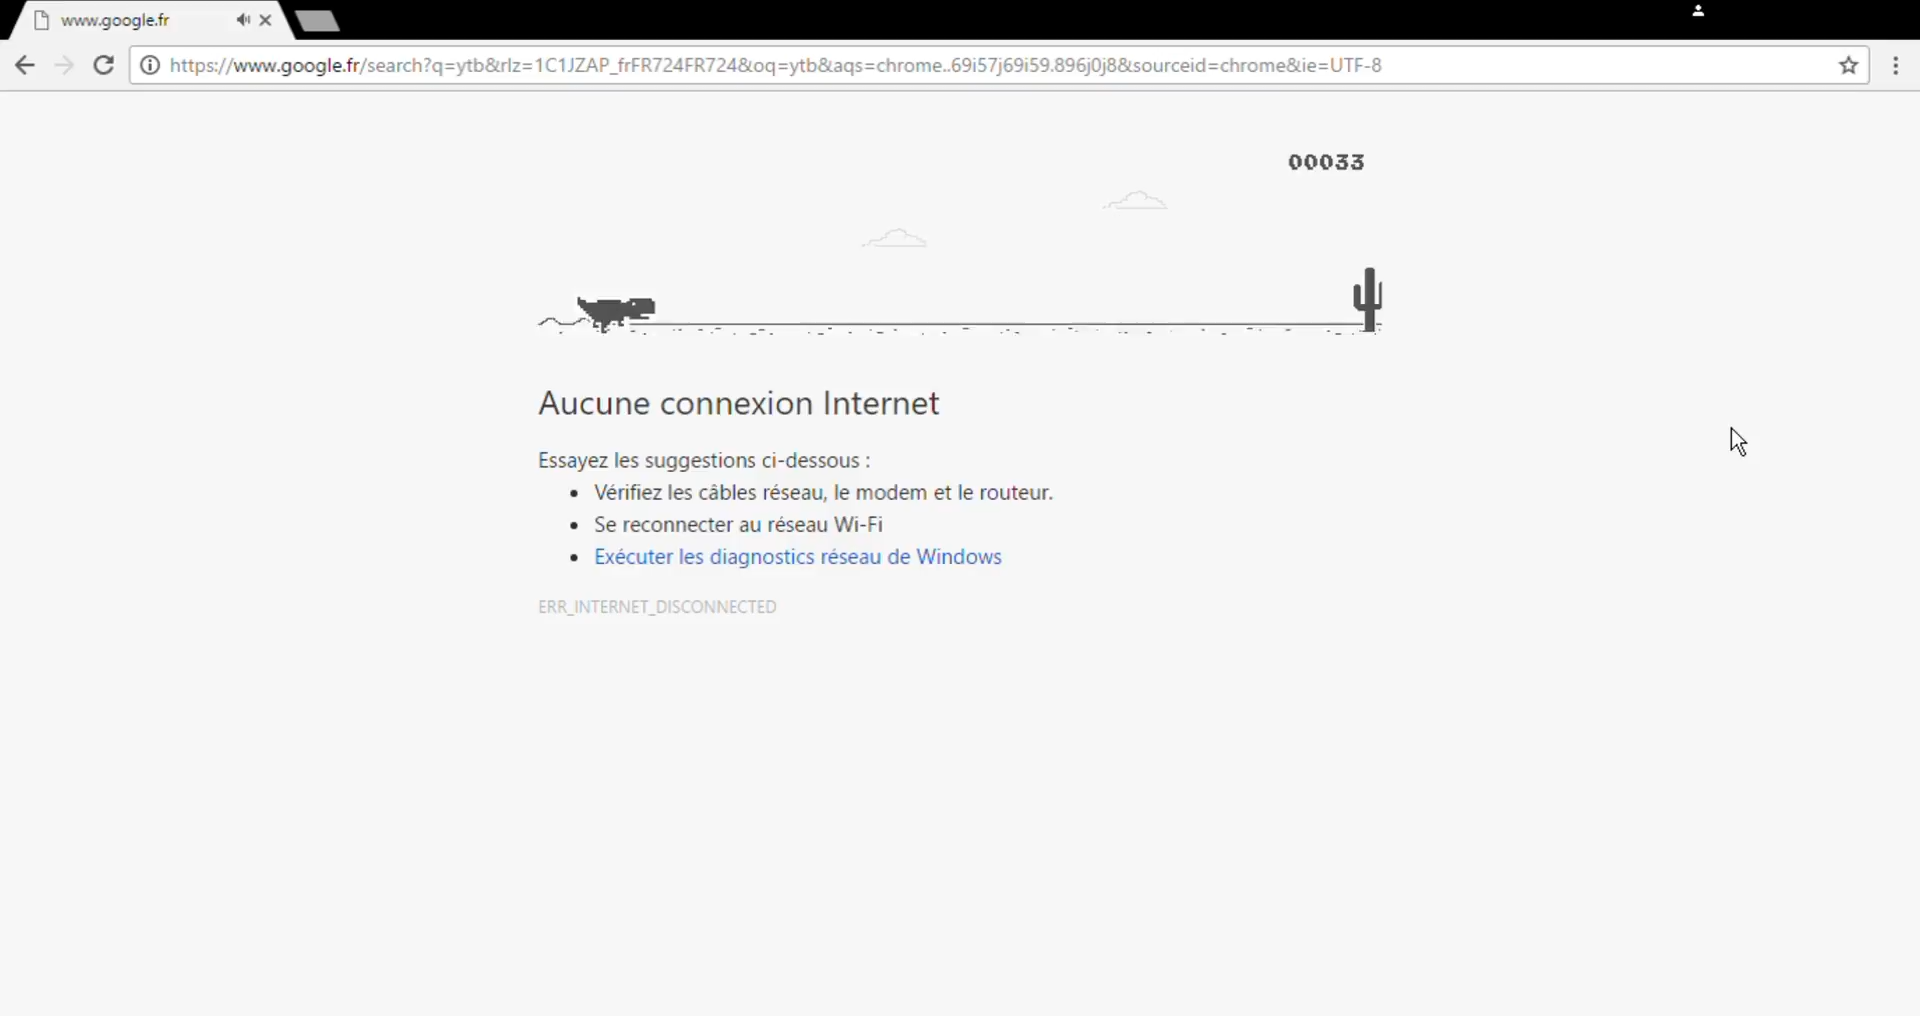 www.google.fr
https://www.google.fr/search?q=ytb&rlz=1C1JZAP_frFR724FR724&oq=ytb&aqs=chrome..69i57j69i59.896j0j8&sourceid=chrome&ie=UTF-8
00033
Aucune connexion Internet
Essayez les suggestions ci-dessous :
Vérifiez les câbles réseau, le modem et le routeur.
Se reconnecter au réseau Wi-Fi
Exécuter les diagnostics réseau de Windows
ERR_INTERNET_DISCONNECTED